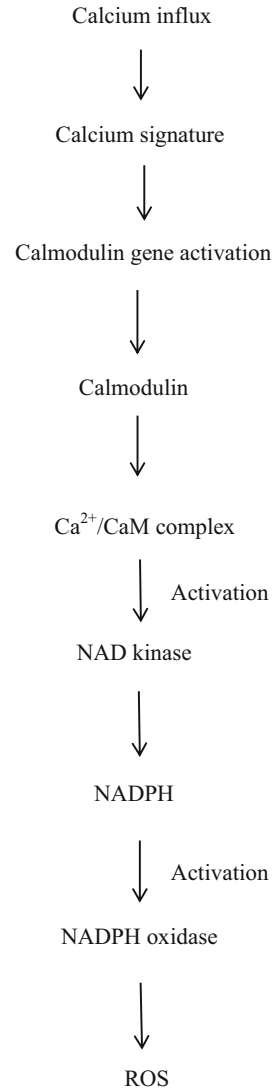 Calcium influx
Calcium signature
Calmodulin gene activation
Calmodulin
Ca²⁺/CaM complex
Activation
NAD kinase
NADPH
Activation
NADPH oxidase
ROS